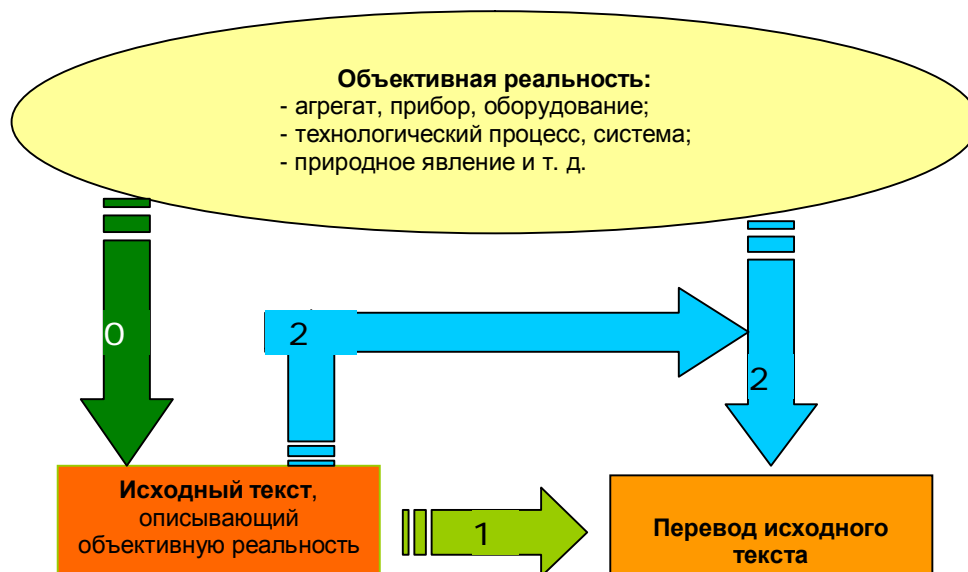 Объективная реальность:
- агрегат, прибор, оборудование;
- технологический процесс, система;
- природное явление и т. д.
0
2
2
Исходный текст,
описывающий
объективную реальность
1
Перевод исходного
текста